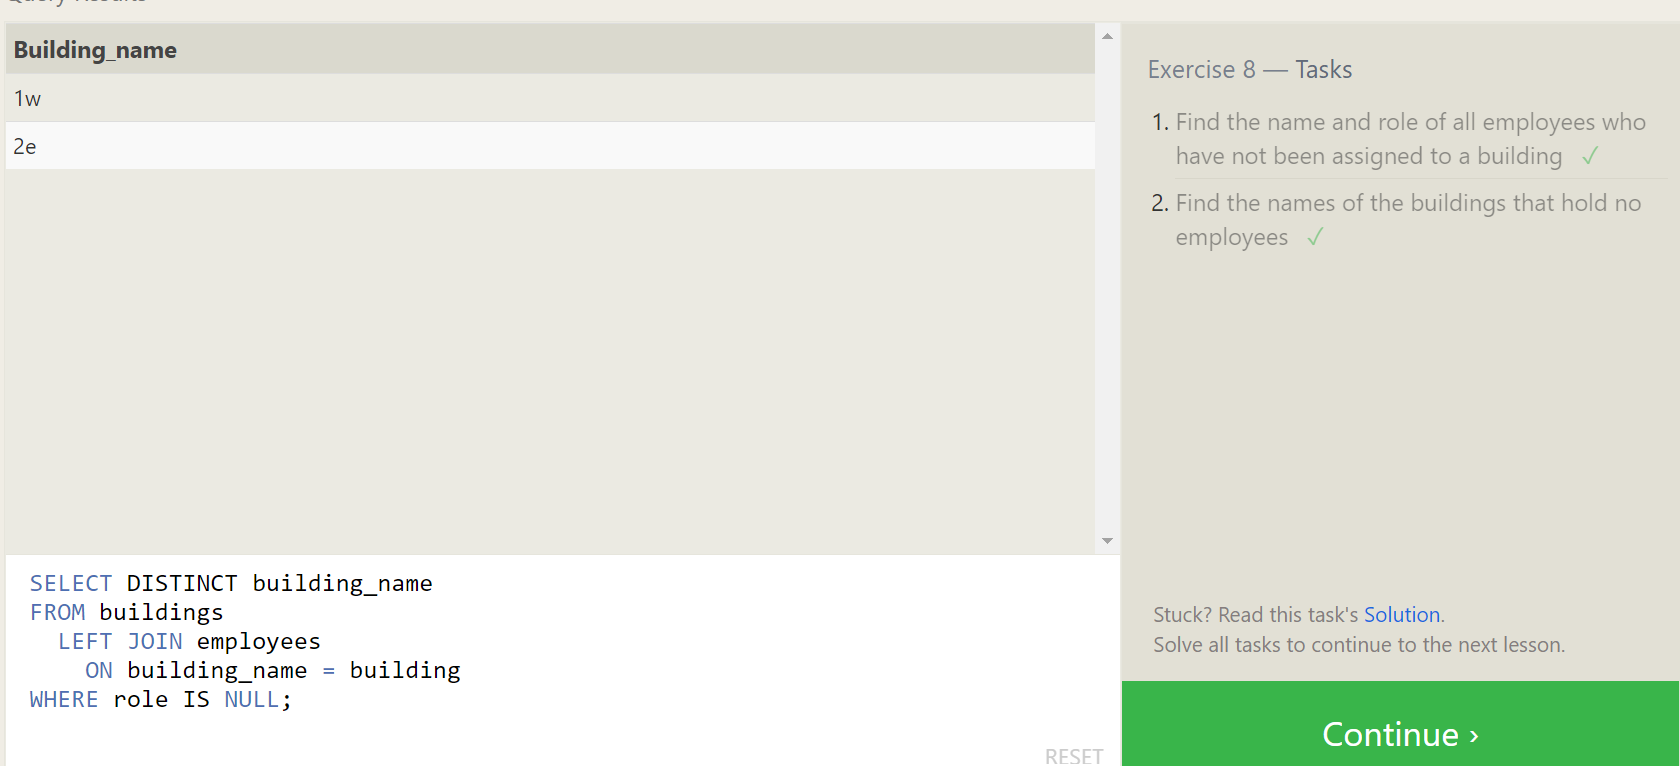 Query Results
Building_name
1w
2e
SELECT DISTINCT building_name
FROM buildings
LEFT JOIN employees
ON building_name = building
WHERE role IS NULL;
RESET
Exercise 8 — Tasks
1. Find the name and role of all employees who
have not been assigned to a building ✓
2. Find the names of the buildings that hold no
employees ✓
Stuck? Read this task's Solution.
Solve all tasks to continue to the next lesson.
Continue ›